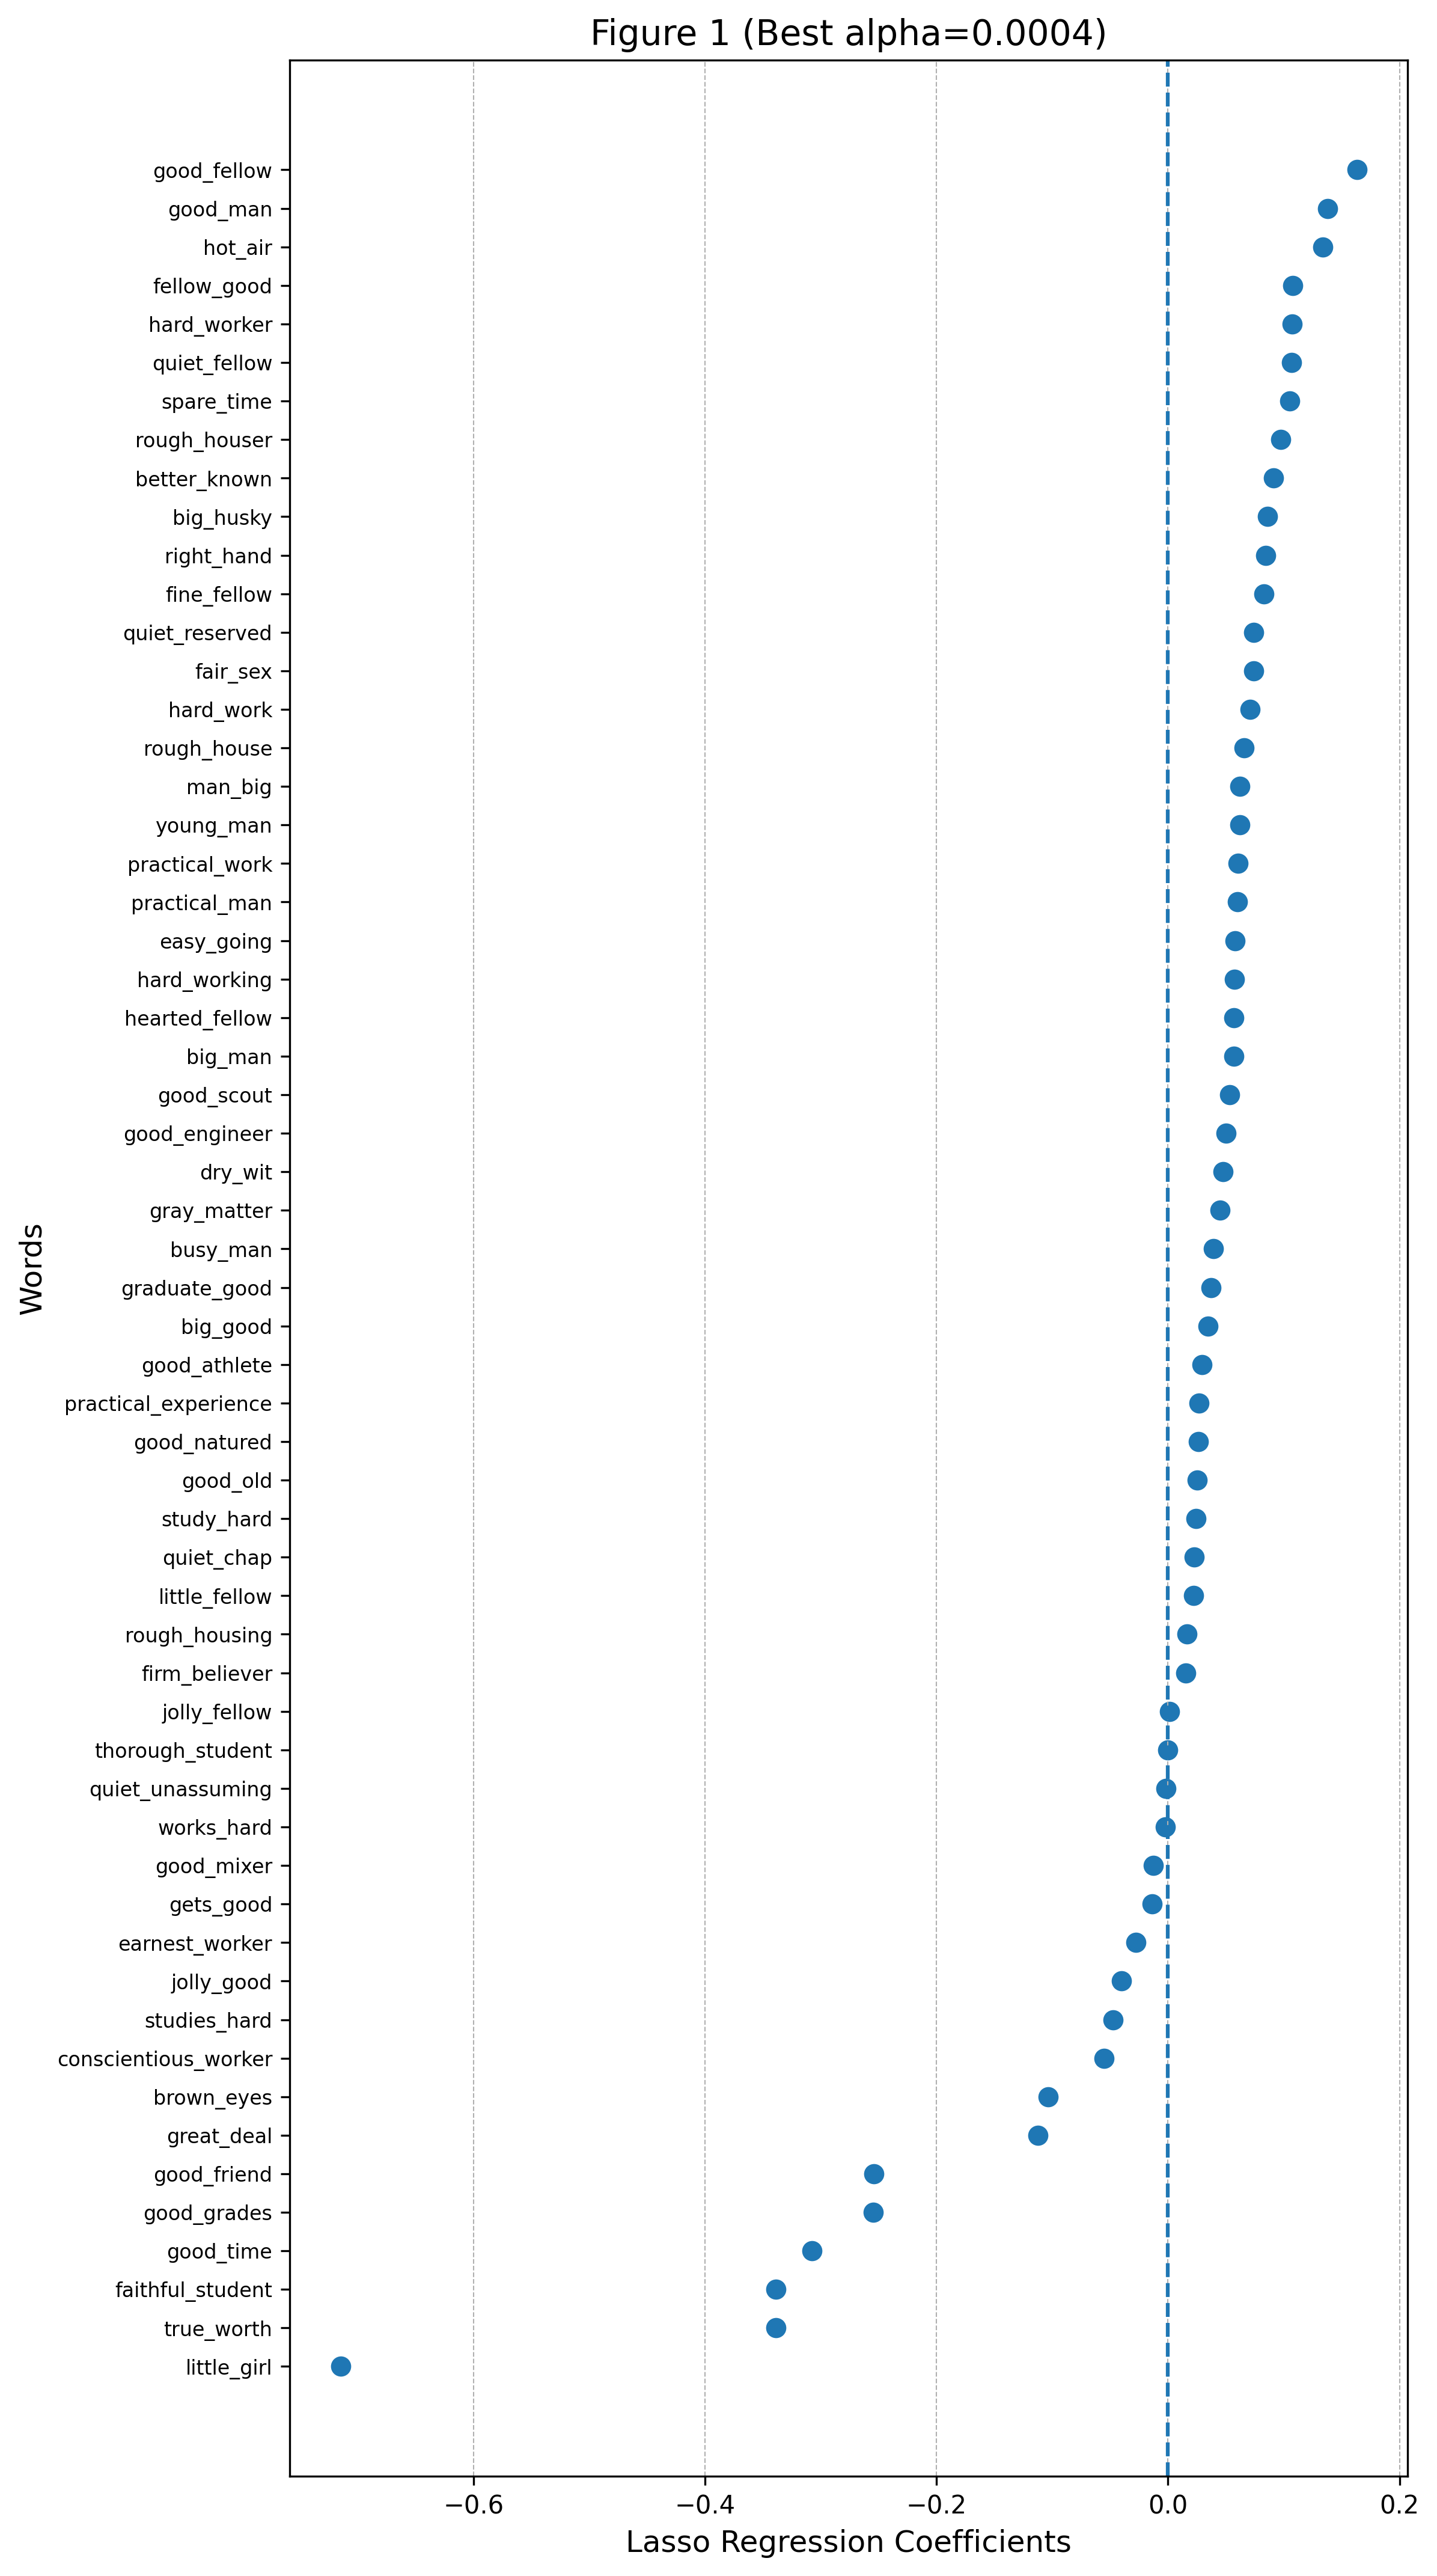 Figure 1 (Best alpha=0.0004)
good_fellow
good_man
hot_air
fellow_good
hard_worker
quiet_fellow
spare_time
rough_houser
better_known
big_husky
right_hand
fine_fellow
quiet_reserved
fair_sex
hard_work
rough_house
man_big
young_man
practical_work
practical_man
easy_going
hard_working
hearted_fellow
big_man
good_scout
good_engineer
dry_wit
gray_matter
busy_man
graduate_good
big_good
good_athlete
practical_experience
good_natured
good_old
study_hard
quiet_chap
little_fellow
rough_housing
firm_believer
jolly_fellow
thorough_student
quiet_unassuming
works_hard
good_mixer
gets_good
earnest_worker
jolly_good
studies_hard
conscientious_worker
brown_eyes
great_deal
good_friend
good_grades
good_time
faithful_student
true_worth
little_girl
Words
−0.6 −0.4 −0.2 0.0 0.2
Lasso Regression Coefficients